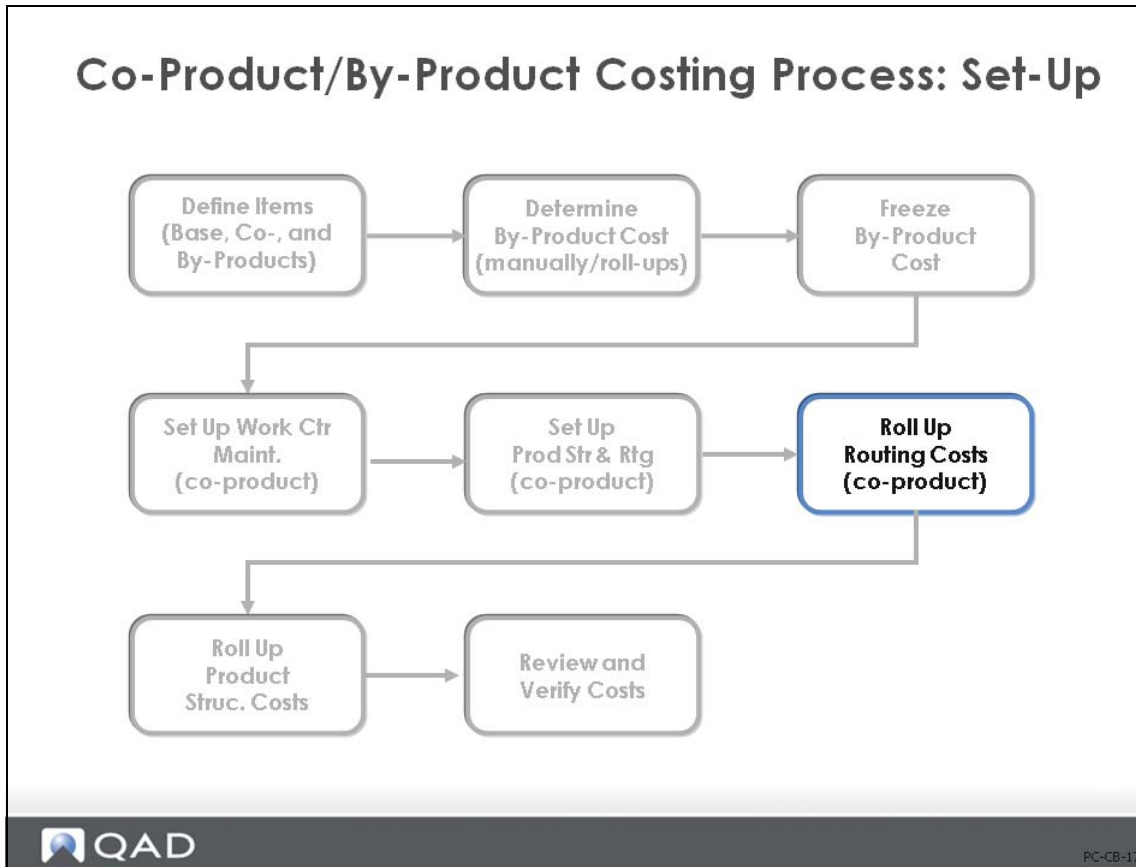 Co-Product/By-Product Costing Process: Set-Up
Define Items
(Base, Co-, and
By-Products)
Determine
By-Product Cost
(manually/roll-ups)
Freeze
By-Product
Cost
Set Up Work Ctr
Maint.
(co-product)
Set Up
Prod Str & Rtg
(co-product)
Roll Up
Routing Costs
(co-product)
Roll Up
Product
Struc. Costs
Review and
Verify Costs
QAD